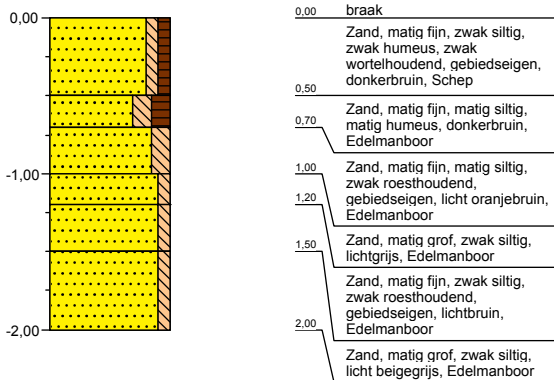 0,00
-1,00
-2,00
0,00
braak
Zand, matig fijn, zwak siltig,
zwak humeus, zwak
wortelhoudend, gebiedseigen,
donkerbruin, Schep
0,50
Zand, matig fijn, matig siltig,
matig humeus, donkerbruin,
Edelmanboor
0,70
Zand, matig fijn, matig siltig,
zwak roesthoudend,
gebiedseigen, licht oranjebruin,
Edelmanboor
1,00
Zand, matig grof, zwak siltig,
lichtgrijs, Edelmanboor
1,20
Zand, matig fijn, zwak siltig,
zwak roesthoudend,
gebiedseigen, lichtbruin,
Edelmanboor
1,50
Zand, matig grof, zwak siltig,
licht beigegrijs, Edelmanboor
2,00